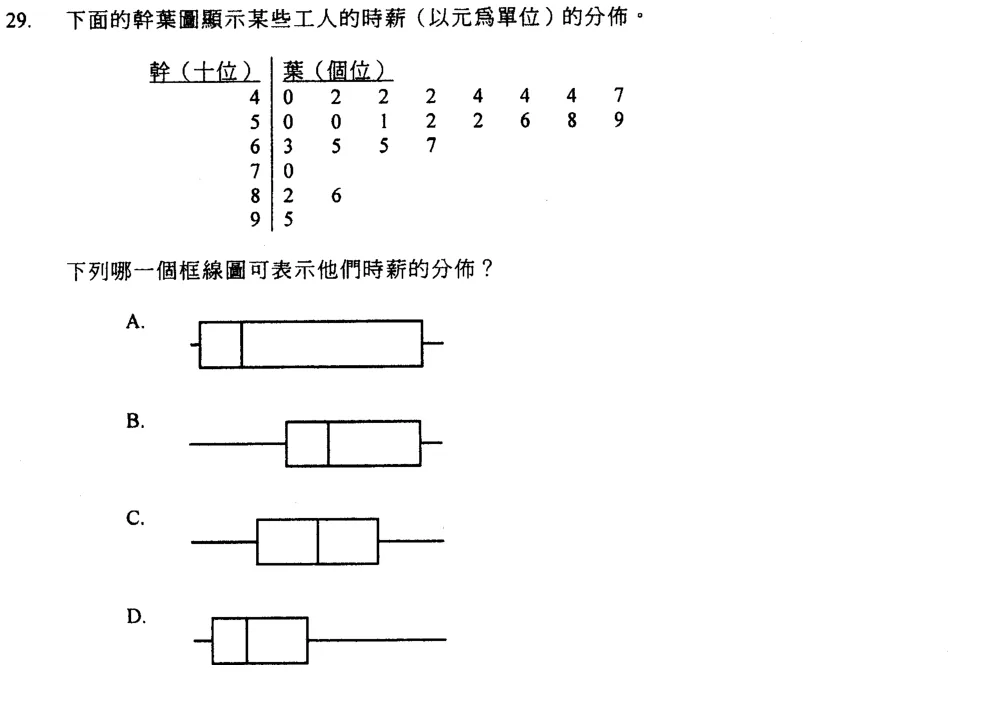 29. 下面的幹葉圖顯示某些工人的時薪（以元爲單位）的分佈。
幹（十位） 葉（個位）
4 0 2 2 2 4 4 4 7
5 0 0 1 2 2 6 8 9
6 3 5 5 7
7 0
8 2 6
9 5
下列哪一個框線圖可表示他們時薪的分佈？
A.
B.
C.
D.